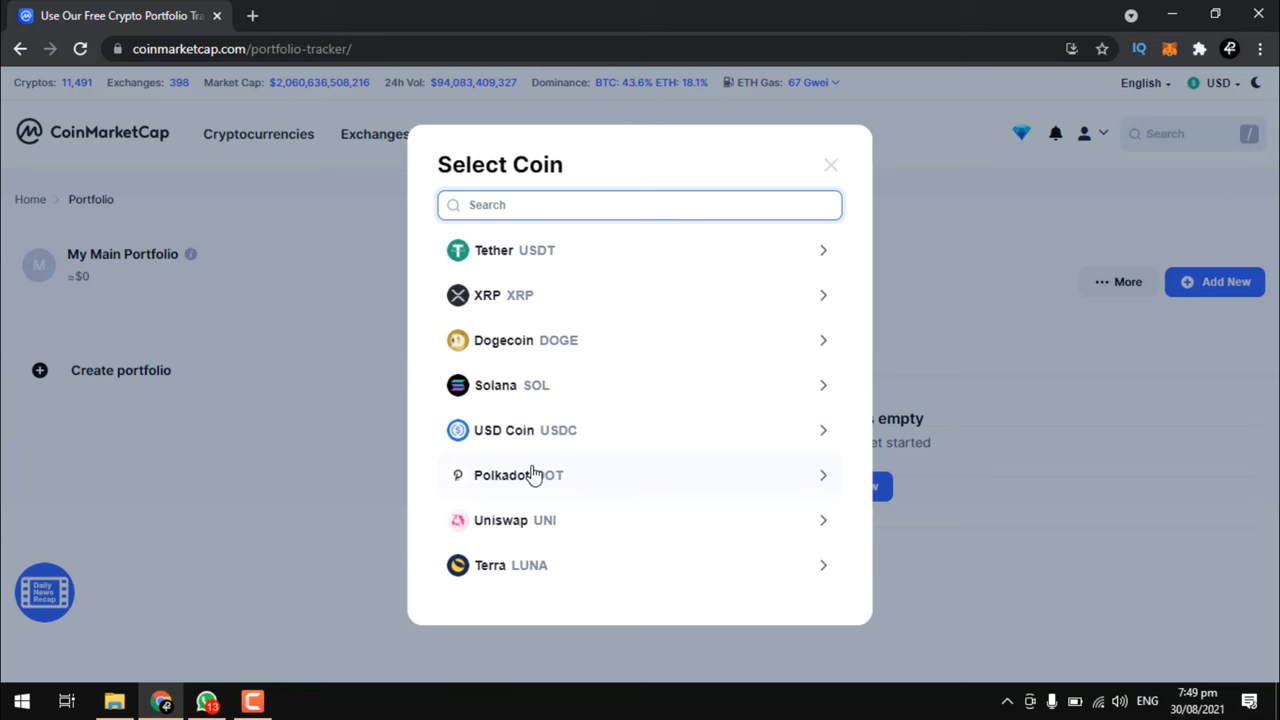 Use Our Free Crypto Portfolio Tra
coinmarketcap.com/portfolio-tracker/
IQ
Cryptos: 11,491 Exchanges: 398 Market Cap: $2,060,636,508,216 24h Vol: $94,083,409,327 Dominance: BTC: 43.6% ETH: 18.1% ETH Gas: 67 Gwei English USD
CoinMarketCap Cryptocurrencies Exchanges Search /
Select Coin
Search
Home > Portfolio
M My Main Portfolio
≈$0
More Add New
Create portfolio
Tether USDT
XRP XRP
Dogecoin DOGE
Solana SOL
USD Coin USDC
Polkadot DOT
Uniswap UNI
Terra LUNA
s empty
et started
w
Daily
News
Recap
13
ENG
7:49 pm
30/08/2021